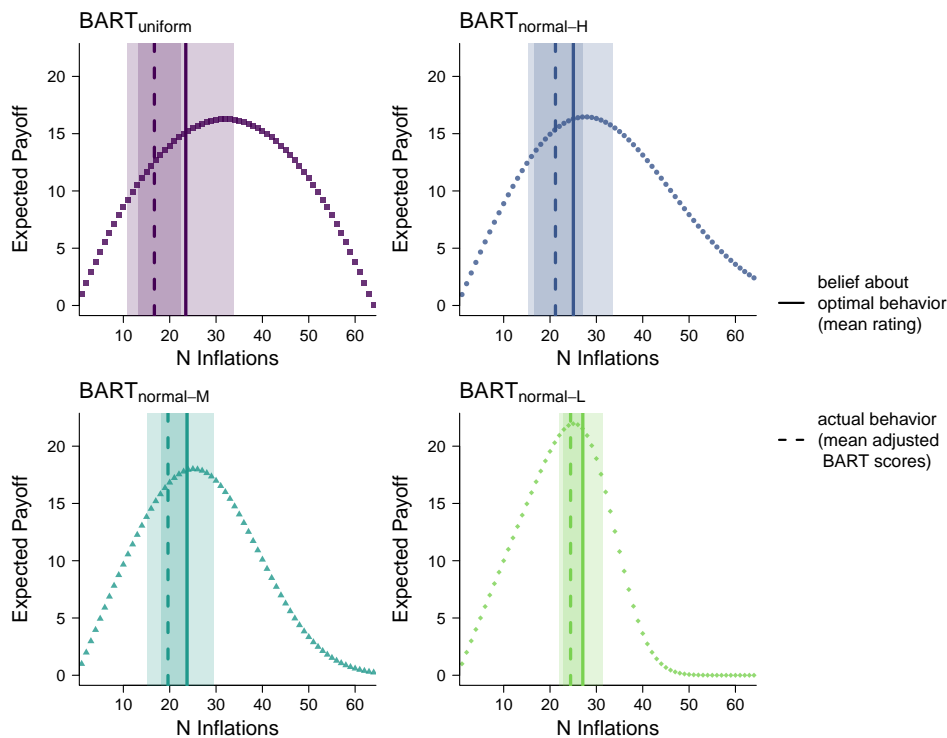 BARTuniform
20
15
10
5
0
Expected Payoff
10 20 30 40 50 60
N Inflations
BARTnormal–H
20
15
10
5
0
Expected Payoff
10 20 30 40 50 60
N Inflations
belief about
optimal behavior
(mean rating)
BARTnormal–M
20
15
10
5
0
Expected Payoff
10 20 30 40 50 60
N Inflations
BARTnormal–L
20
15
10
5
0
Expected Payoff
10 20 30 40 50 60
N Inflations
actual behavior
(mean adjusted
BART scores)